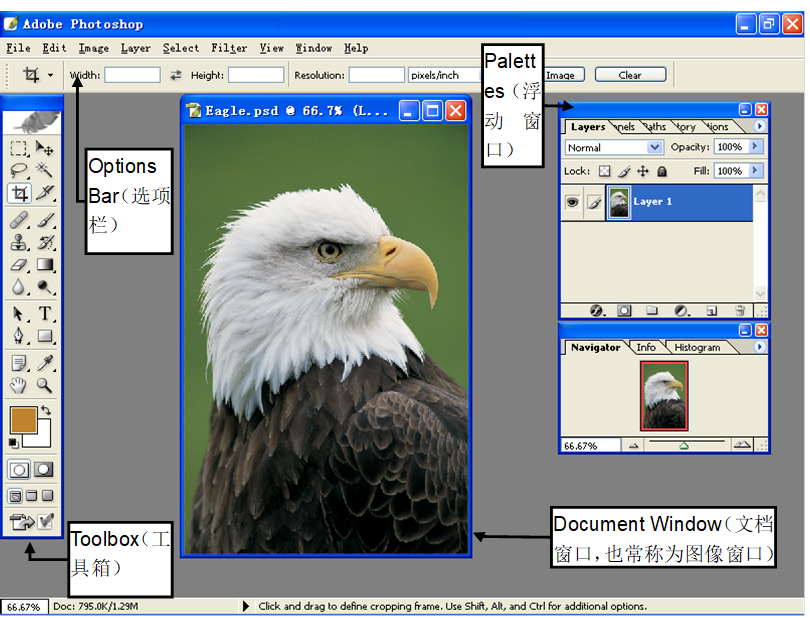 Adobe Photoshop
File Edit Image Layer Select Filter View Window Help
Width: Height: Resolution: pixels/inch Image Clear
Palett
es（浮
动 窗
口）
Options
Bar（选项
栏）
Eagle.psd @ 66.7% (L...
Layers nnels Paths tory tions
Normal Opacity: 100%
Lock: Fill: 100%
Layer 1
Navigator Info Histogram
66.67%
Toolbox（工
具箱）
Document Window（文档
窗口，也常称为图像窗口）
66.67% Doc: 795.0K/1.29M Click and drag to define cropping frame. Use Shift, Alt, and Ctrl for additional options.